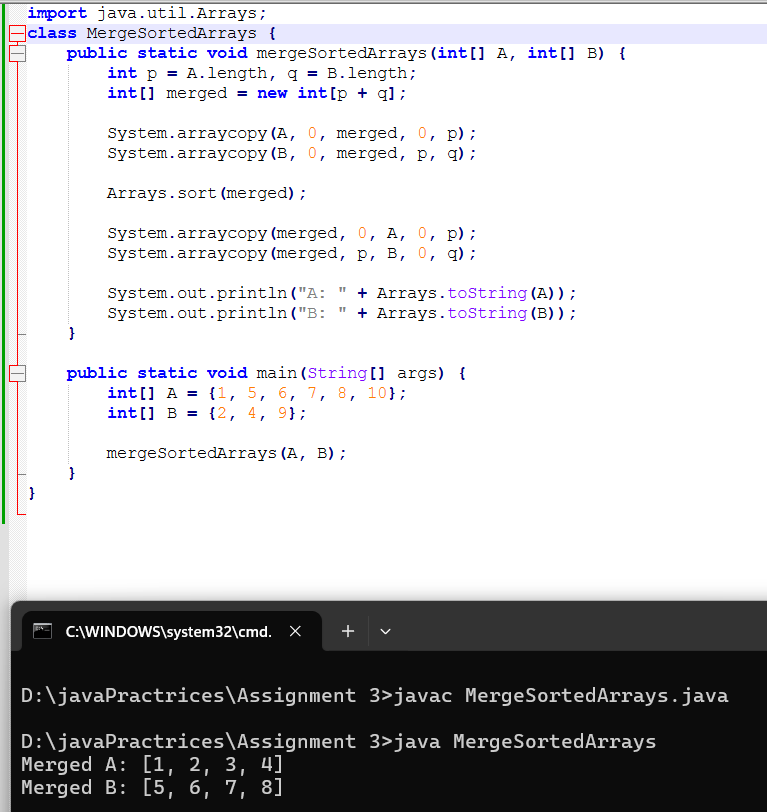 import java.util.Arrays;
class MergeSortedArrays {
    public static void mergeSortedArrays(int[] A, int[] B) {
        int p = A.length, q = B.length;
        int[] merged = new int[p + q];

        System.arraycopy(A, 0, merged, 0, p);
        System.arraycopy(B, 0, merged, p, q);

        Arrays.sort(merged);

        System.arraycopy(merged, 0, A, 0, p);
        System.arraycopy(merged, p, B, 0, q);

        System.out.println("A: " + Arrays.toString(A));
        System.out.println("B: " + Arrays.toString(B));
    }

    public static void main(String[] args) {
        int[] A = {1, 5, 6, 7, 8, 10};
        int[] B = {2, 4, 9};

        mergeSortedArrays(A, B);
    }
}
C:\WINDOWS\system32\cmd.
D:\javaPractrices\Assignment 3>javac MergeSortedArrays.java

D:\javaPractrices\Assignment 3>java MergeSortedArrays
Merged A: [1, 2, 3, 4]
Merged B: [5, 6, 7, 8]